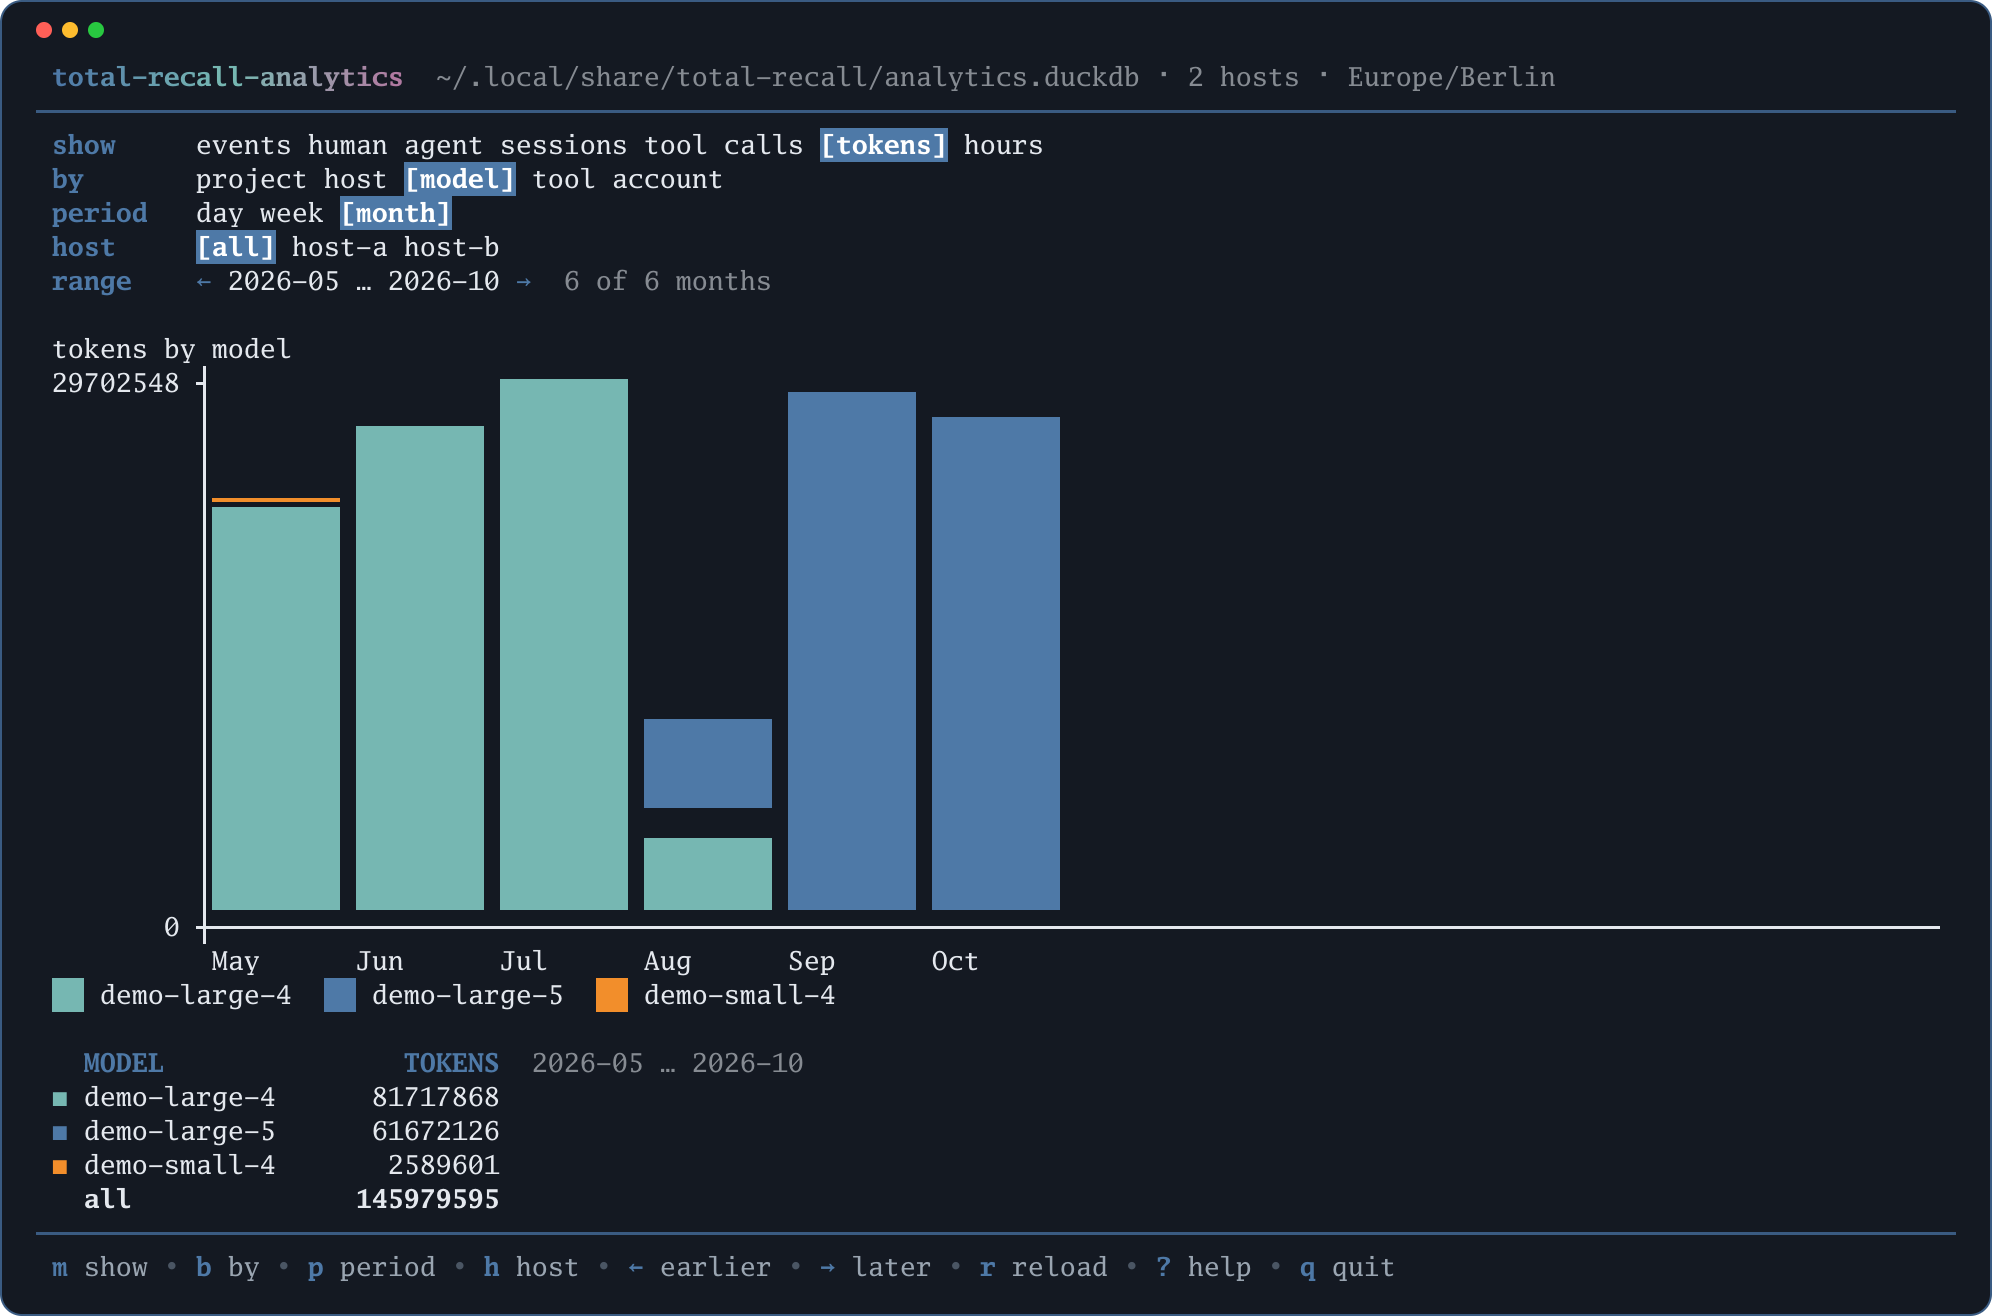 total-recall-analytics  ~/.local/share/total-recall/analytics.duckdb · 2 hosts · Europe/Berlin
show events human agent sessions tool calls [tokens] hours
by project host [model] tool account
period day week [month]
host [all] host-a host-b
range ← 2026-05 … 2026-10 → 6 of 6 months
tokens by model
29702548
0
May Jun Jul Aug Sep Oct
demo-large-4 demo-large-5 demo-small-4
MODEL TOKENS 2026-05 … 2026-10
demo-large-4 81717868
demo-large-5 61672126
demo-small-4 2589601
all 145979595
m show • b by • p period • h host • ← earlier • → later • r reload • ? help • q quit